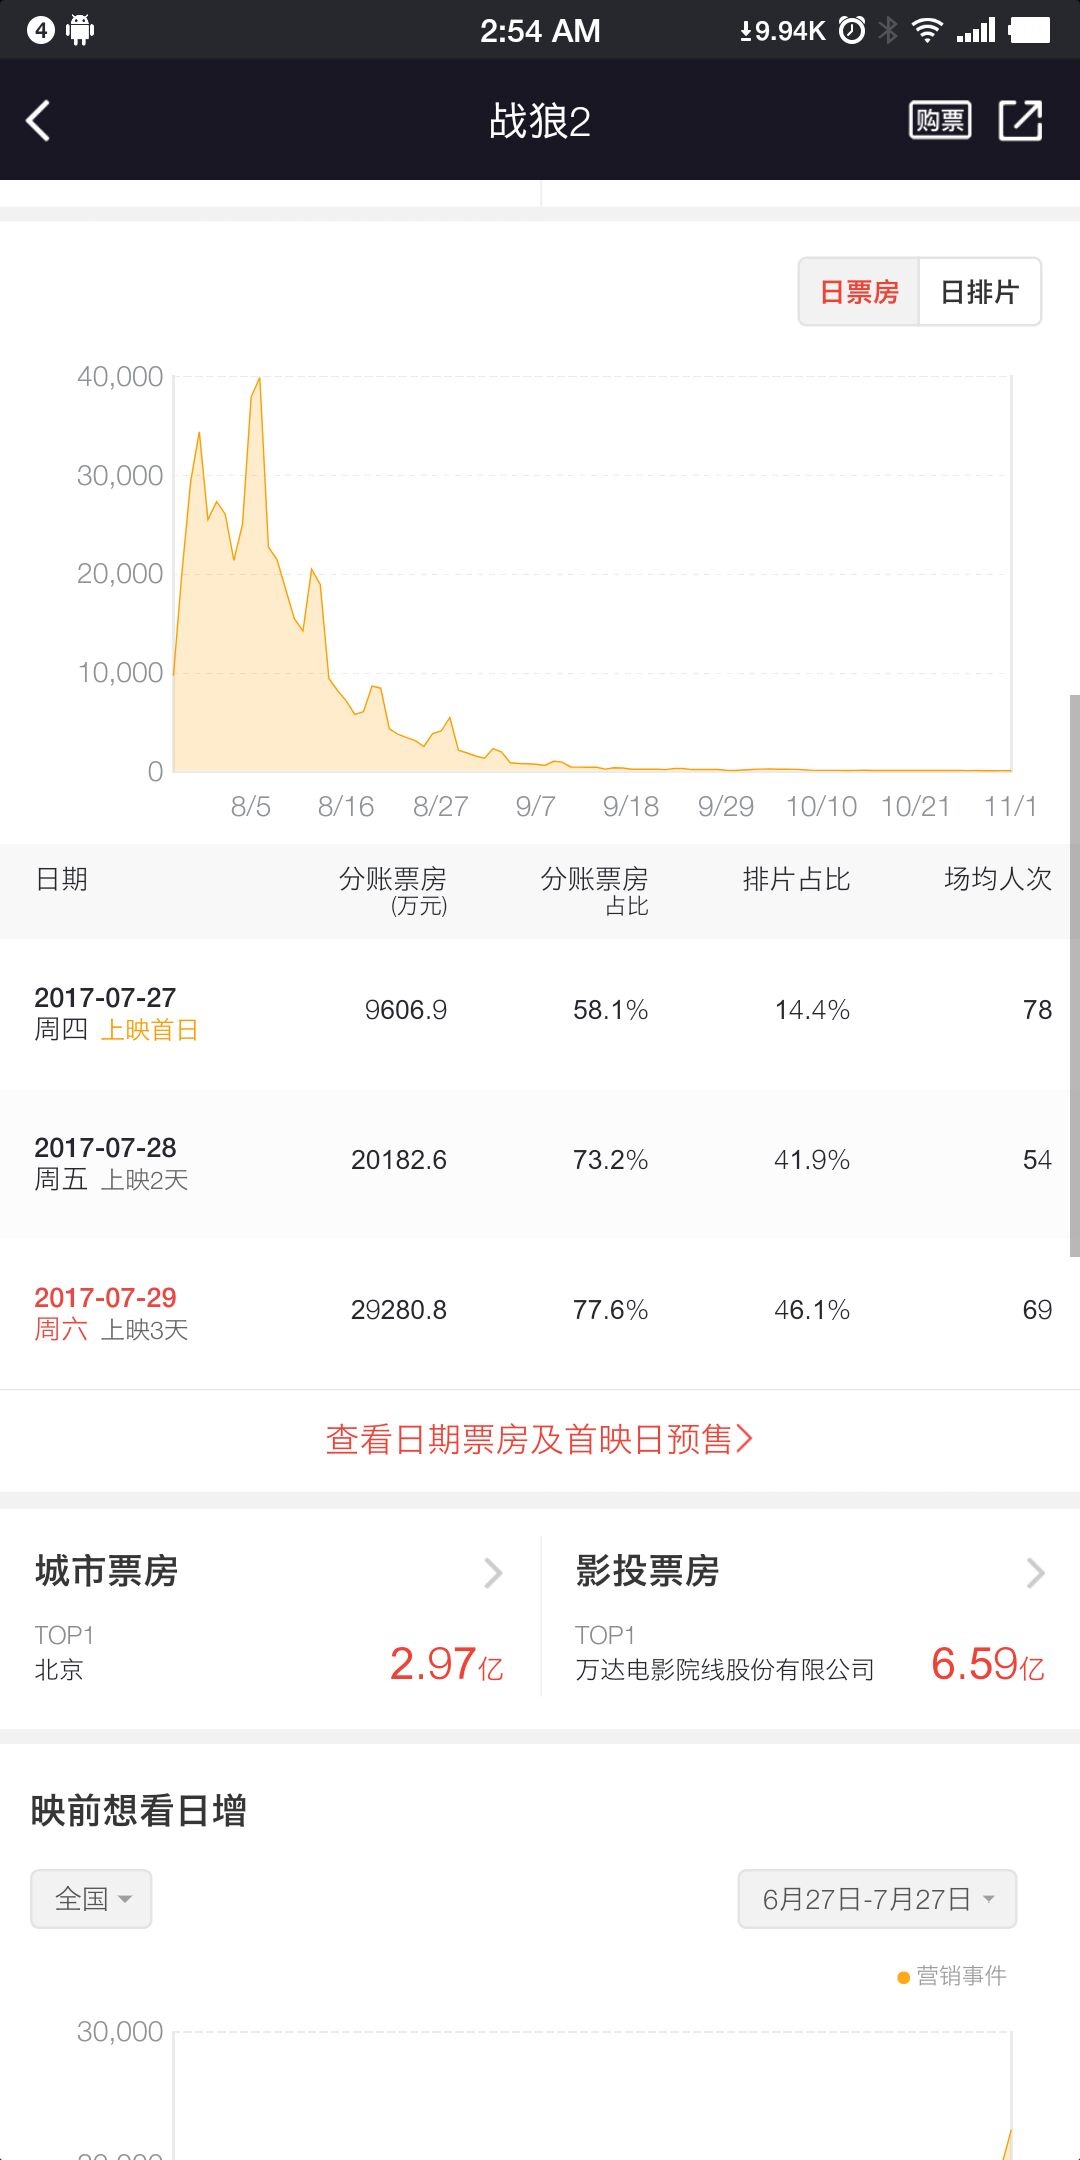 4
2:54 AM
9.94K
战狼2
购票
日票房 日排片
40,000
30,000
20,000
10,000
0
8/5 8/16 8/27 9/7 9/18 9/29 10/10 10/21 11/1
日期 分账票房 (万元) 分账票房 占比 排片占比 场均人次
2017-07-27
周四 上映首日
9606.9 58.1% 14.4% 78
2017-07-28
周五 上映2天
20182.6 73.2% 41.9% 54
2017-07-29
周六 上映3天
29280.8 77.6% 46.1% 69
查看日期票房及首映日预售
城市票房
TOP1
北京
2.97亿
影投票房
TOP1
万达电影院线股份有限公司
6.59亿
映前想看日增
全国
6月27日-7月27日
营销事件
30,000